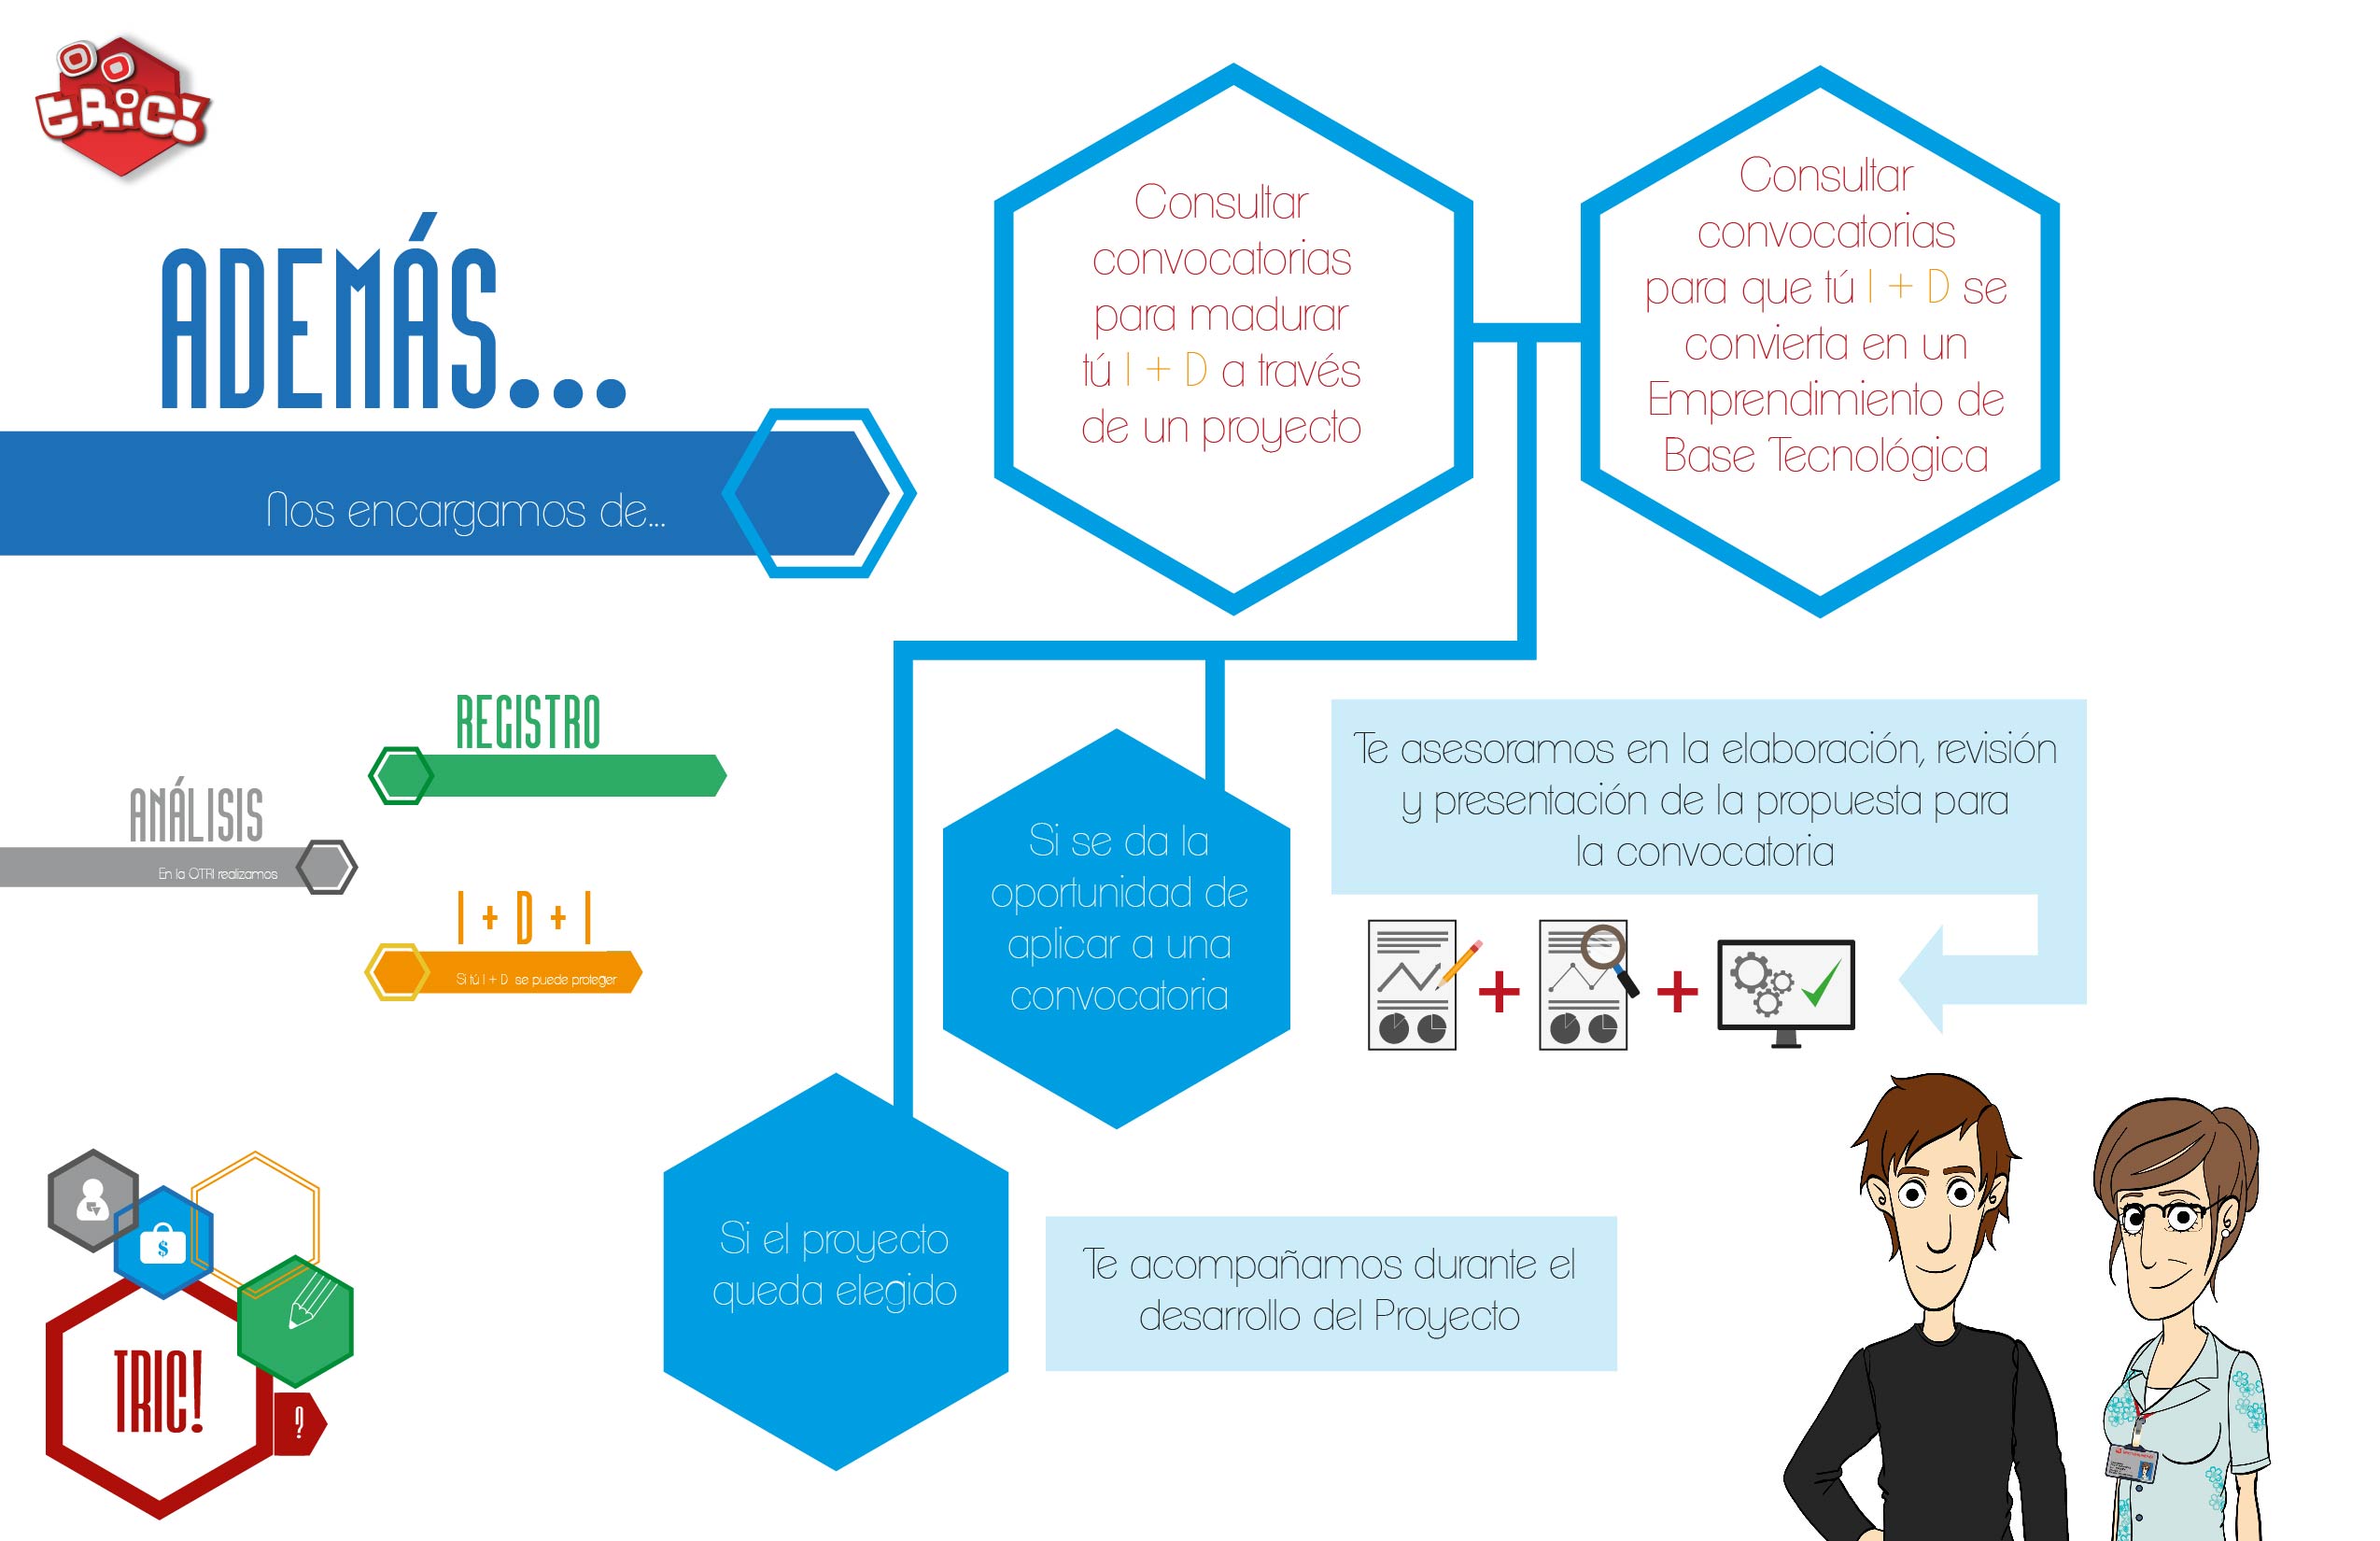 tRiC!
ADEMÁS...
Nos encargamos de...
Consultar
convocatorias
para madurar
tú I + D a través
de un proyecto
Consultar
convocatorias
para que tú I + D se
convierta en un
Emprendimiento de
Base Tecnológica
REGISTRO
ANÁLISIS
En la OTRI realizamos
I + D + I
Si tú I + D se puede proteger
Si se da la
oportunidad de
aplicar a una
convocatoria
Te asesoramos en la elaboración, revisión
y presentación de la propuesta para
la convocatoria
+ +
Si el proyecto
queda elegido
Te acompañamos durante el
desarrollo del Proyecto
$
TRIC!
?